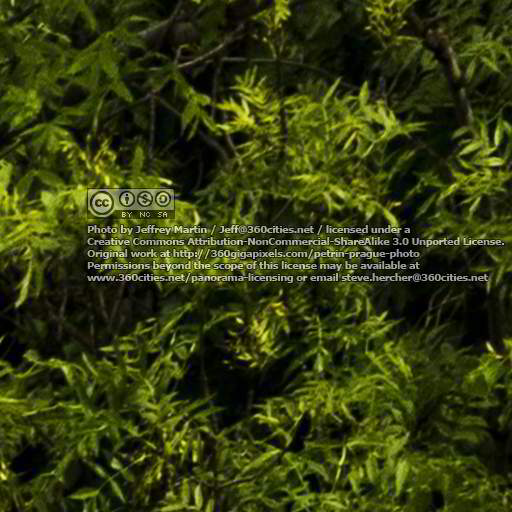 cc BY NC SA
Photo by Jeffrey Martin / Jeff@360cities.net / licensed under a
Creative Commons Attribution-NonCommercial-ShareAlike 3.0 Unported License.
Original work at http://360gigapixels.com/petrin-prague-photo
Permissions beyond the scope of this license may be available at
www.360cities.net/panorama-licensing or email steve.hercher@360cities.net